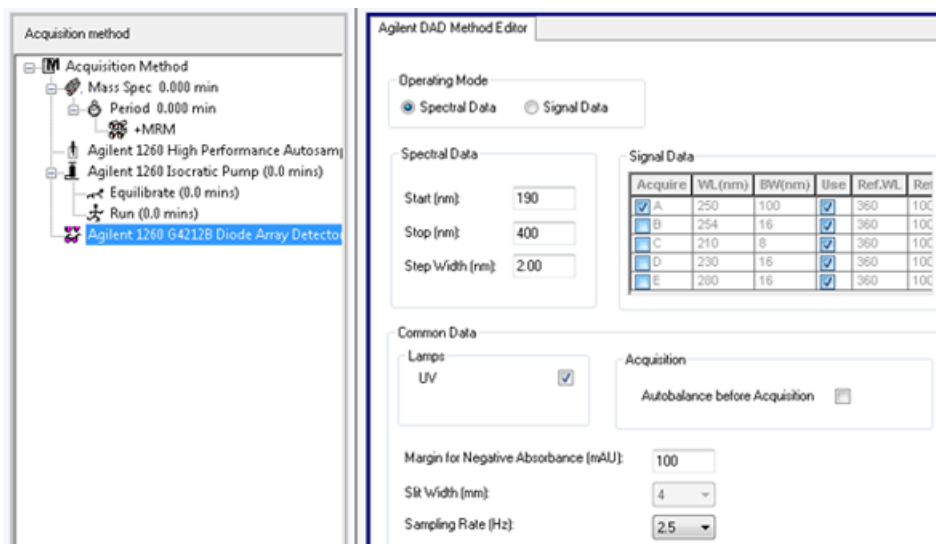 Acquisition method
Acquisition Method
Mass Spec 0.000 min
Period 0.000 min
+MRM
Agilent 1260 High Performance Autosamp
Agilent 1260 Isocratic Pump (0.0 mins)
Equilibrate (0.0 mins)
Run (0.0 mins)
Agilent 1260 G4212B Diode Array Detector
Agilent DAD Method Editor
Operating Mode
Spectral Data Signal Data
Spectral Data
Start (nm): 190
Stop (nm): 400
Step Width (nm): 2.00
Signal Data
Acquire WL(nm) BW(nm) Use Ref.WL Ref
A 250 100 360 100
B 254 16 360 100
C 210 8 360 100
D 230 16 360 100
E 280 16 360 100
Common Data
Lamps
UV
Acquisition
Autobalance before Acquisition
Margin for Negative Absorbance (mAU): 100
Slit Width (mm): 4
Sampling Rate (Hz): 2.5